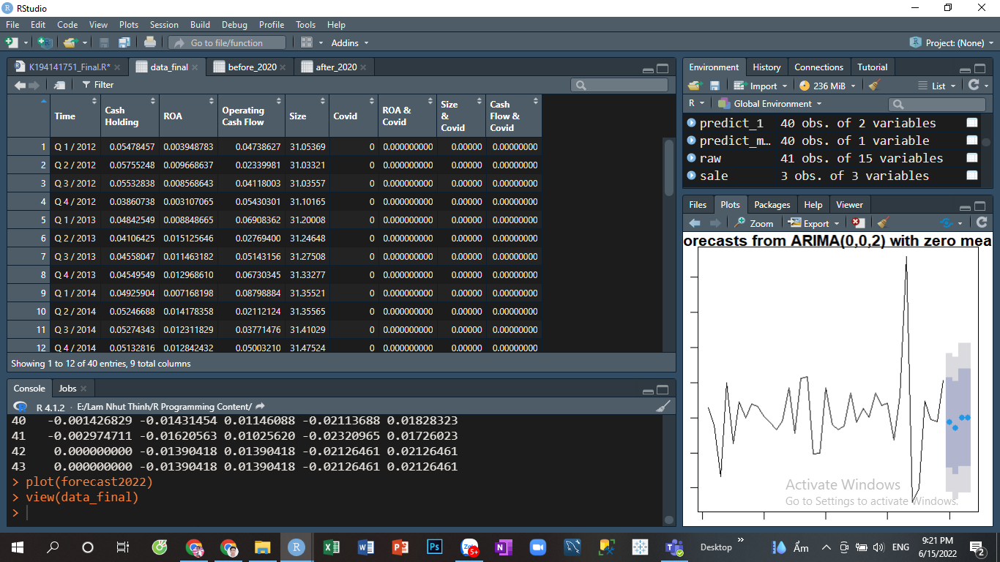 RStudio
File Edit Code View Plots Session Build Debug Profile Tools Help
Go to file/function Addins Project: (None)
K194141751_Final.R* data_final before_2020 after_2020
Filter
Time Cash Holding ROA Operating Cash Flow Size Covid ROA & Covid Size & Covid Cash Flow & Covid
1 Q 1 / 2012 0.05478457 0.003948783 0.04738627 31.05369 0 0.000000000 0.00000 0.00000000
2 Q 2 / 2012 0.05755248 0.009668637 0.02339981 31.03321 0 0.000000000 0.00000 0.00000000
3 Q 3 / 2012 0.05532838 0.008568643 0.04118003 31.03557 0 0.000000000 0.00000 0.00000000
4 Q 4 / 2012 0.03860738 0.003107065 0.05430301 31.10165 0 0.000000000 0.00000 0.00000000
5 Q 1 / 2013 0.04842549 0.008848665 0.06908362 31.20008 0 0.000000000 0.00000 0.00000000
6 Q 2 / 2013 0.04106425 0.015125646 0.02769400 31.24648 0 0.000000000 0.00000 0.00000000
7 Q 3 / 2013 0.04558047 0.011463182 0.05143156 31.27508 0 0.000000000 0.00000 0.00000000
8 Q 4 / 2013 0.04549549 0.012968610 0.06730345 31.33277 0 0.000000000 0.00000 0.00000000
9 Q 1 / 2014 0.04925904 0.007168198 0.08798884 31.35521 0 0.000000000 0.00000 0.00000000
10 Q 2 / 2014 0.05246688 0.014178358 0.02112124 31.35565 0 0.000000000 0.00000 0.00000000
11 Q 3 / 2014 0.05274343 0.012311829 0.03771476 31.41029 0 0.000000000 0.00000 0.00000000
12 Q 4 / 2014 0.05132816 0.012842432 0.05003210 31.47524 0 0.000000000 0.00000 0.00000000
Showing 1 to 12 of 40 entries, 9 total columns
Console Jobs
R 4.1.2 · E:/Lam Nhut Thinh/R Programming Content/
40 -0.001426829 -0.01431454 0.01146088 -0.02113688 0.01828323
41 -0.002974711 -0.01620563 0.01025620 -0.02320965 0.01726023
42 0.000000000 -0.01390418 0.01390418 -0.02126461 0.02126461
43 0.000000000 -0.01390418 0.01390418 -0.02126461 0.02126461
> plot(forecast2022)
> view(data_final)
>
Environment History Connections Tutorial
Import 236 MiB List
R Global Environment
predict_1 40 obs. of 2 variables
predict_m… 40 obs. of 1 variable
raw 41 obs. of 15 variables
sale 3 obs. of 3 variables
Files Plots Packages Help Viewer
Zoom Export
orecasts from ARIMA(0,0,2) with zero mea
Activate Windows
Go to Settings to activate Windows.
Desktop Ẩm ENG 9:21 PM
6/15/2022